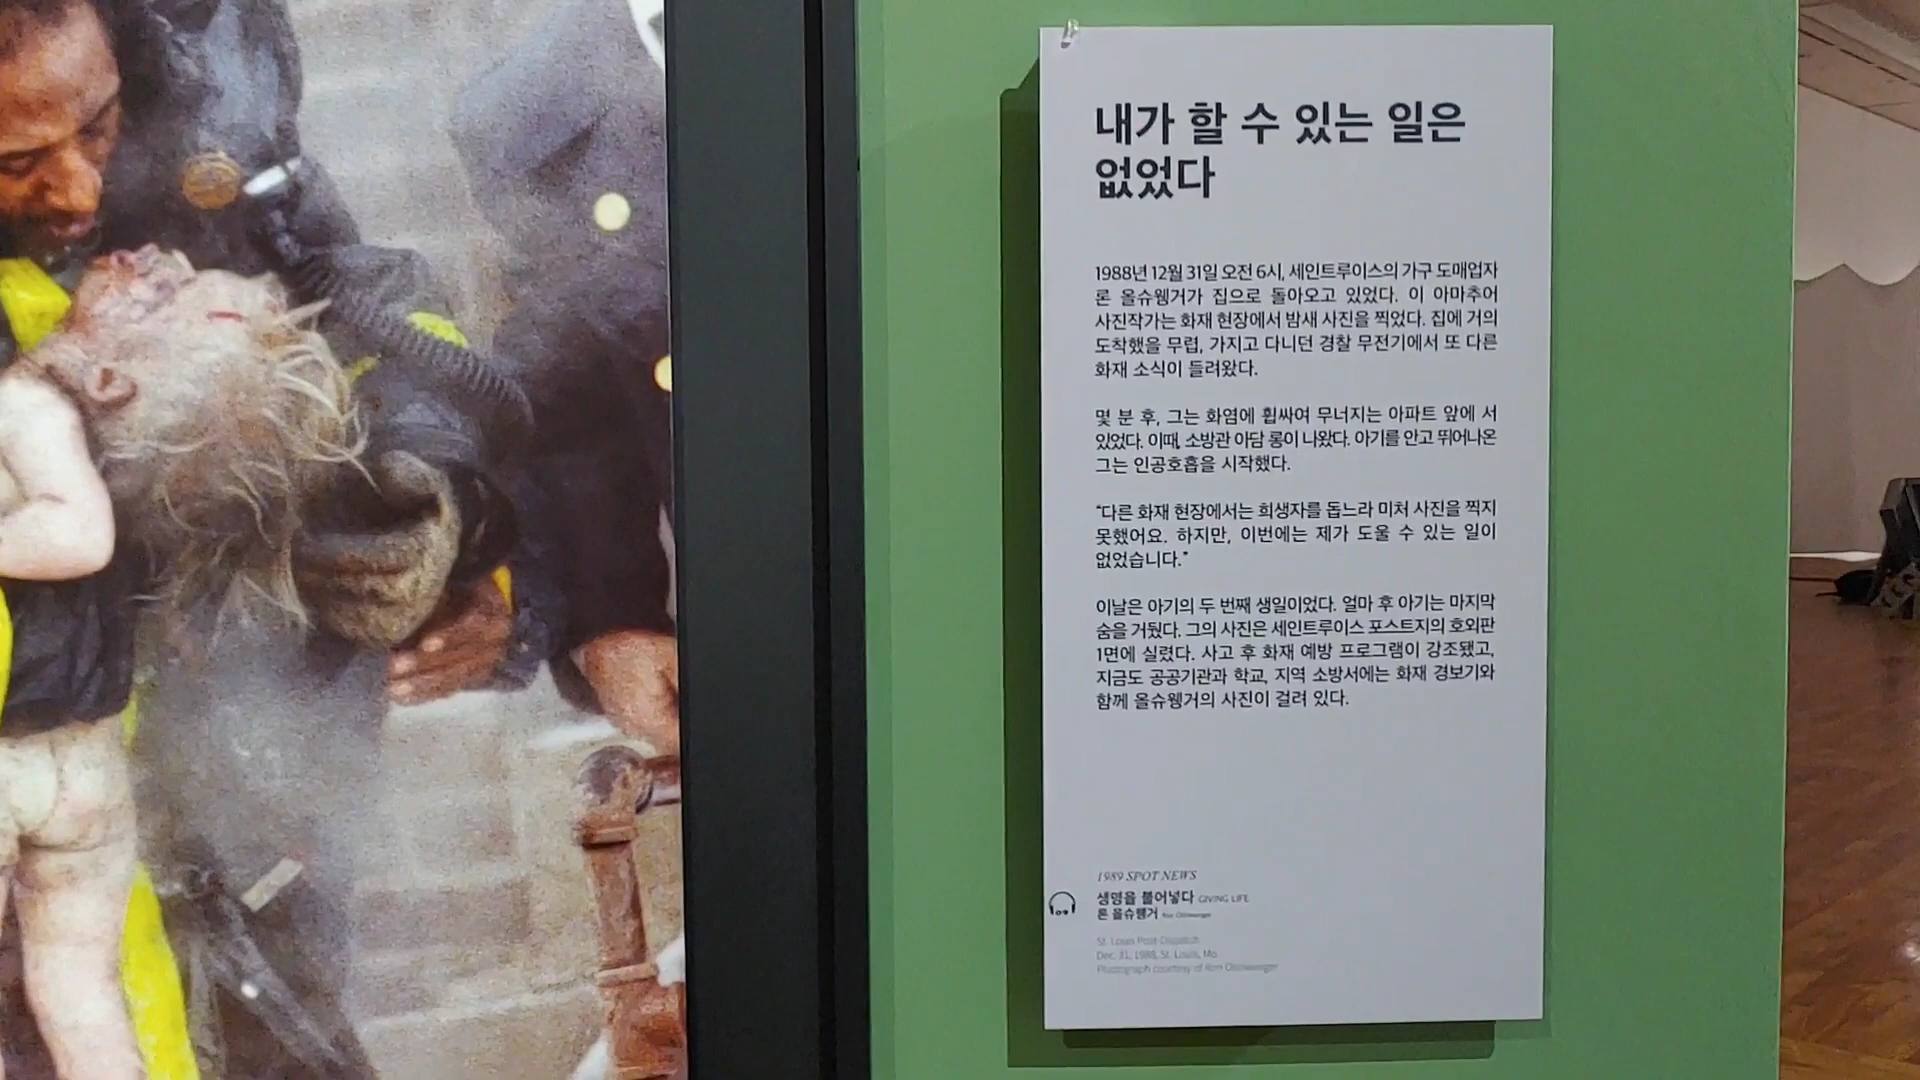 내가 할 수 있는 일은
없었다
1988년 12월 31일 오전 6시, 세인트루이스의 가구 도매업자
론 올슈웽거가 집으로 돌아오고 있었다. 이 아마추어
사진작가는 화재 현장에서 밤새 사진을 찍었다. 집에 거의
도착했을 무렵, 가지고 다니던 경찰 무전기에서 또 다른
화재 소식이 들려왔다.
몇 분 후, 그는 화염에 휩싸여 무너지는 아파트 앞에 서
있었다. 이때, 소방관 아담 롱이 나왔다. 아기를 안고 뛰어나온
그는 인공호흡을 시작했다.
“다른 화재 현장에서는 희생자를 돕느라 미처 사진을 찍지
못했어요. 하지만, 이번에는 제가 도울 수 있는 일이
없었습니다.”
이날은 아기의 두 번째 생일이었다. 얼마 후 아기는 마지막
숨을 거뒀다. 그의 사진은 세인트루이스 포스트지의 호외판
1면에 실렸다. 사고 후 화재 예방 프로그램이 강조됐고,
지금도 공공기관과 학교, 지역 소방서에는 화재 경보기와
함께 올슈웽거의 사진이 걸려 있다.
1989 SPOT NEWS
생명을 불어넣다 GIVING LIFE
론 올슈웽거 Ron Olshwanger
St. Louis Post-Dispatch
Dec. 31, 1988, St. Louis, Mo.
Photograph courtesy of Ron Olshwanger